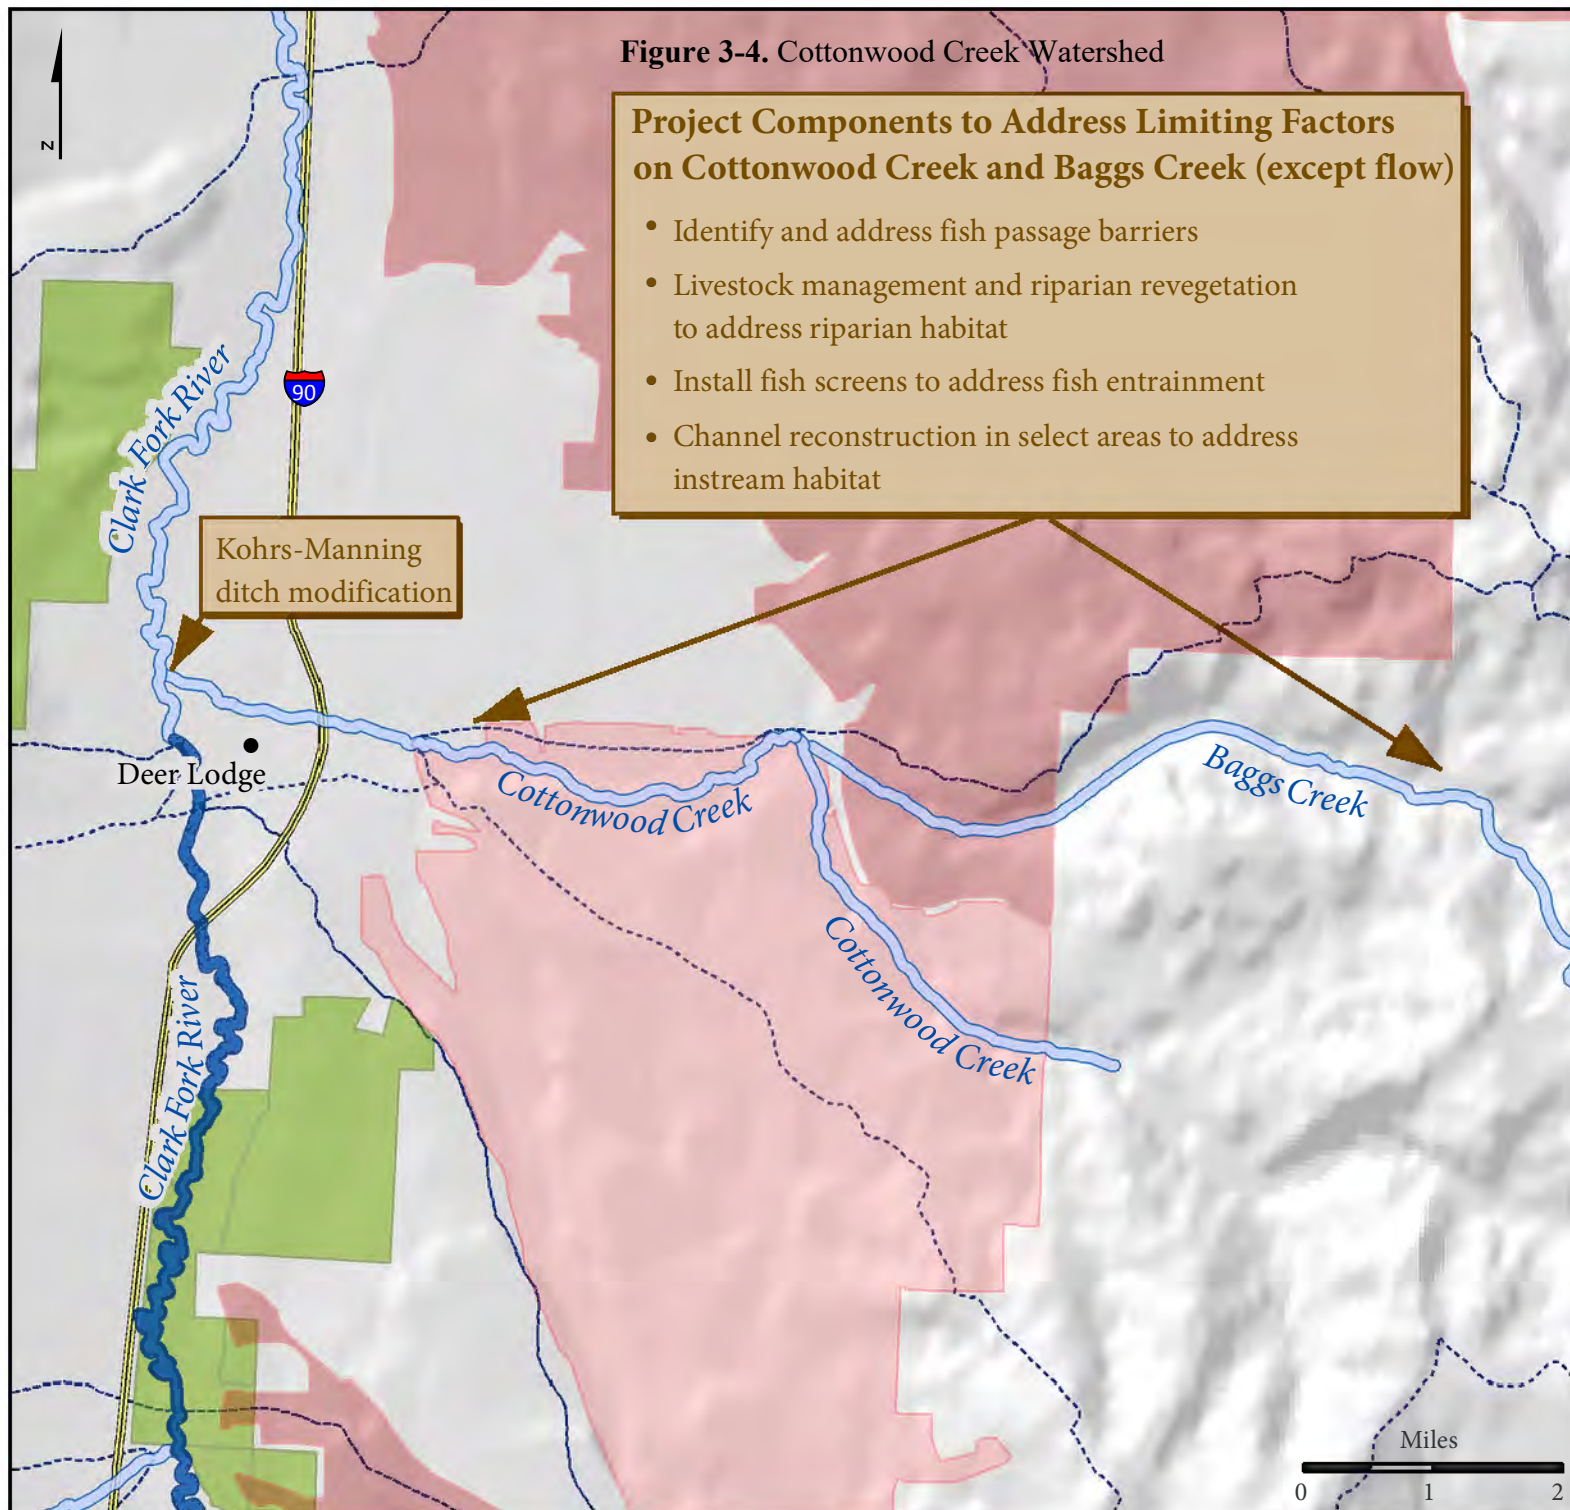 Figure 3-4. Cottonwood Creek Watershed
Project Components to Address Limiting Factors
on Cottonwood Creek and Baggs Creek (except flow)
• Identify and address fish passage barriers
• Livestock management and riparian revegetation
to address riparian habitat
• Install fish screens to address fish entrainment
• Channel reconstruction in select areas to address
instream habitat
N
90
Clark Fork River
Kohrs-Manning
ditch modification
Deer Lodge
Cottonwood Creek
Baggs Creek
Cottonwood Creek
Clark Fork River
Miles
0 1 2